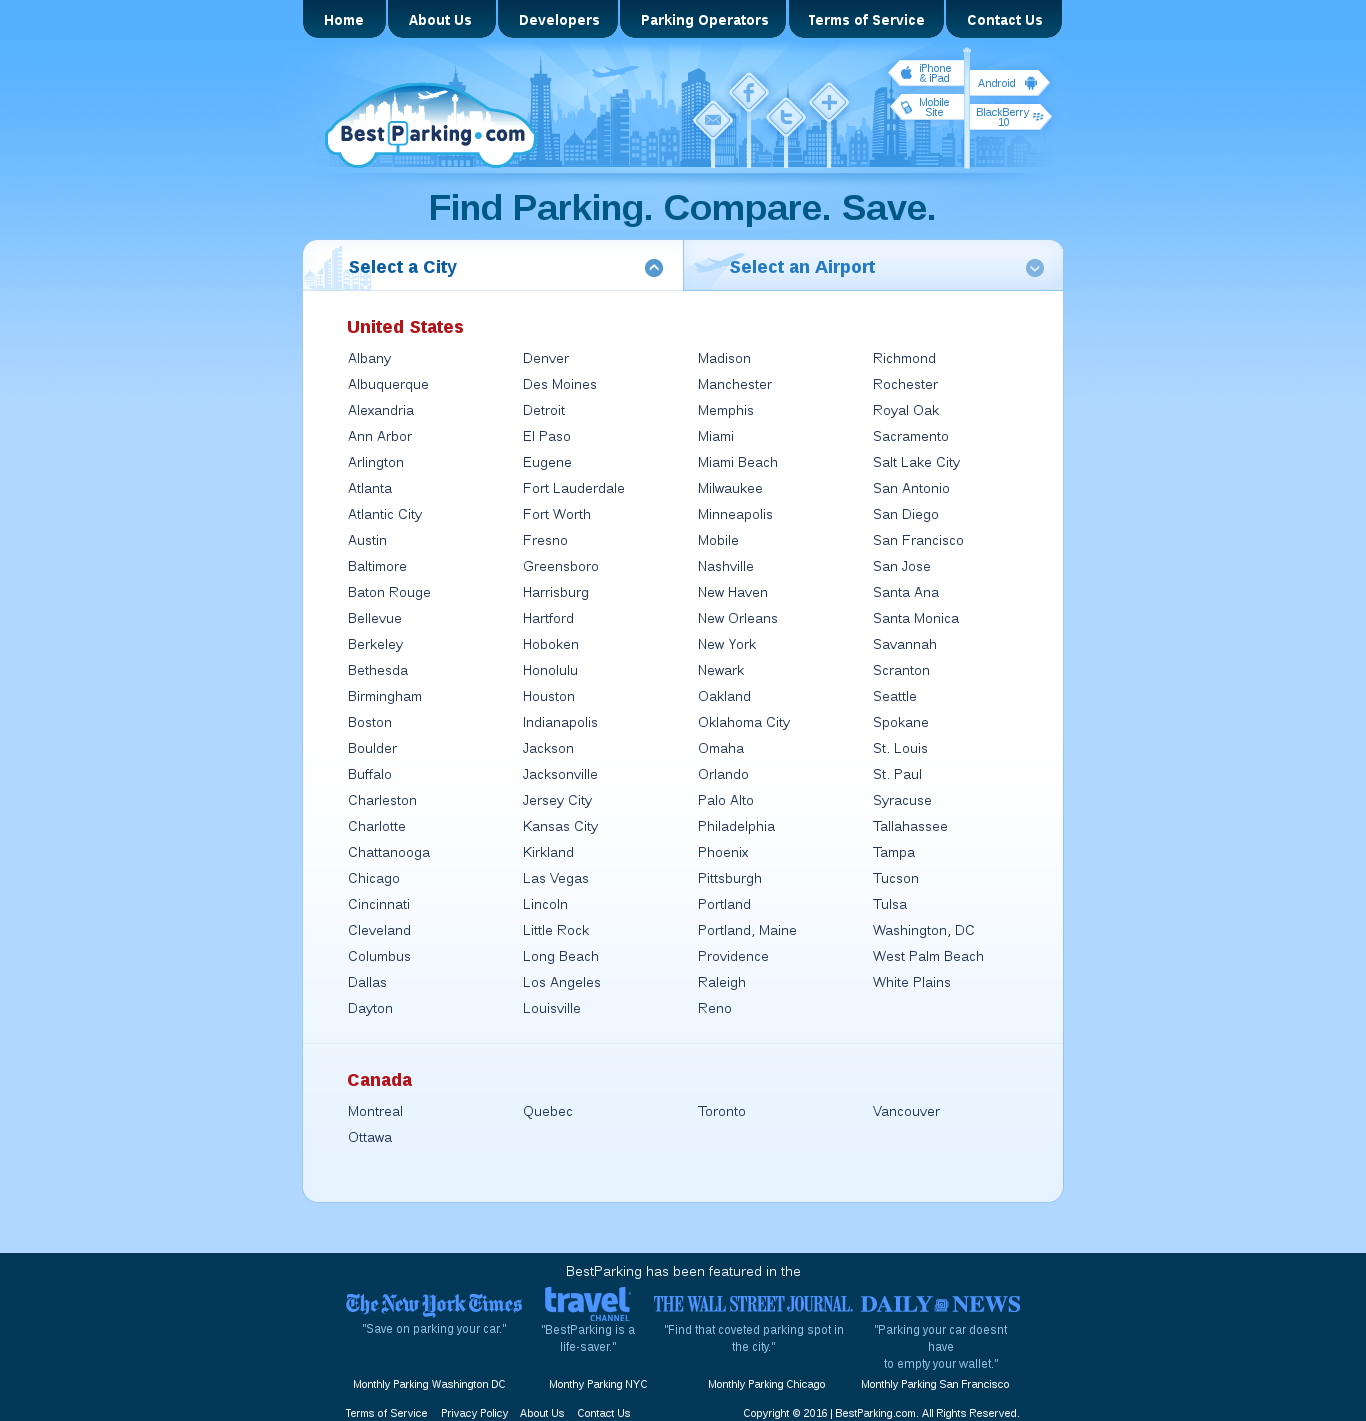 Home About Us Developers Parking Operators Terms of Service Contact Us
iPhone & iPad
Android
Mobile Site
BlackBerry 10
BestParking.com
Find Parking. Compare. Save.
Select a City Select an Airport
United States
Albany Denver Madison Richmond
Albuquerque Des Moines Manchester Rochester
Alexandria Detroit Memphis Royal Oak
Ann Arbor El Paso Miami Sacramento
Arlington Eugene Miami Beach Salt Lake City
Atlanta Fort Lauderdale Milwaukee San Antonio
Atlantic City Fort Worth Minneapolis San Diego
Austin Fresno Mobile San Francisco
Baltimore Greensboro Nashville San Jose
Baton Rouge Harrisburg New Haven Santa Ana
Bellevue Hartford New Orleans Santa Monica
Berkeley Hoboken New York Savannah
Bethesda Honolulu Newark Scranton
Birmingham Houston Oakland Seattle
Boston Indianapolis Oklahoma City Spokane
Boulder Jackson Omaha St. Louis
Buffalo Jacksonville Orlando St. Paul
Charleston Jersey City Palo Alto Syracuse
Charlotte Kansas City Philadelphia Tallahassee
Chattanooga Kirkland Phoenix Tampa
Chicago Las Vegas Pittsburgh Tucson
Cincinnati Lincoln Portland Tulsa
Cleveland Little Rock Portland, Maine Washington, DC
Columbus Long Beach Providence West Palm Beach
Dallas Los Angeles Raleigh White Plains
Dayton Louisville Reno
Canada
Montreal Quebec Toronto Vancouver
Ottawa
BestParking has been featured in the
The New York Times
"Save on parking your car."
travel
CHANNEL
"BestParking is a
life-saver."
THE WALL STREET JOURNAL.
"Find that coveted parking spot in
the city."
DAILY NEWS
"Parking your car doesnt
have
to empty your wallet."
Monthly Parking Washington DC Monthy Parking NYC Monthly Parking Chicago Monthly Parking San Francisco
Terms of Service Privacy Policy About Us Contact Us Copyright © 2016 | BestParking.com. All Rights Reserved.